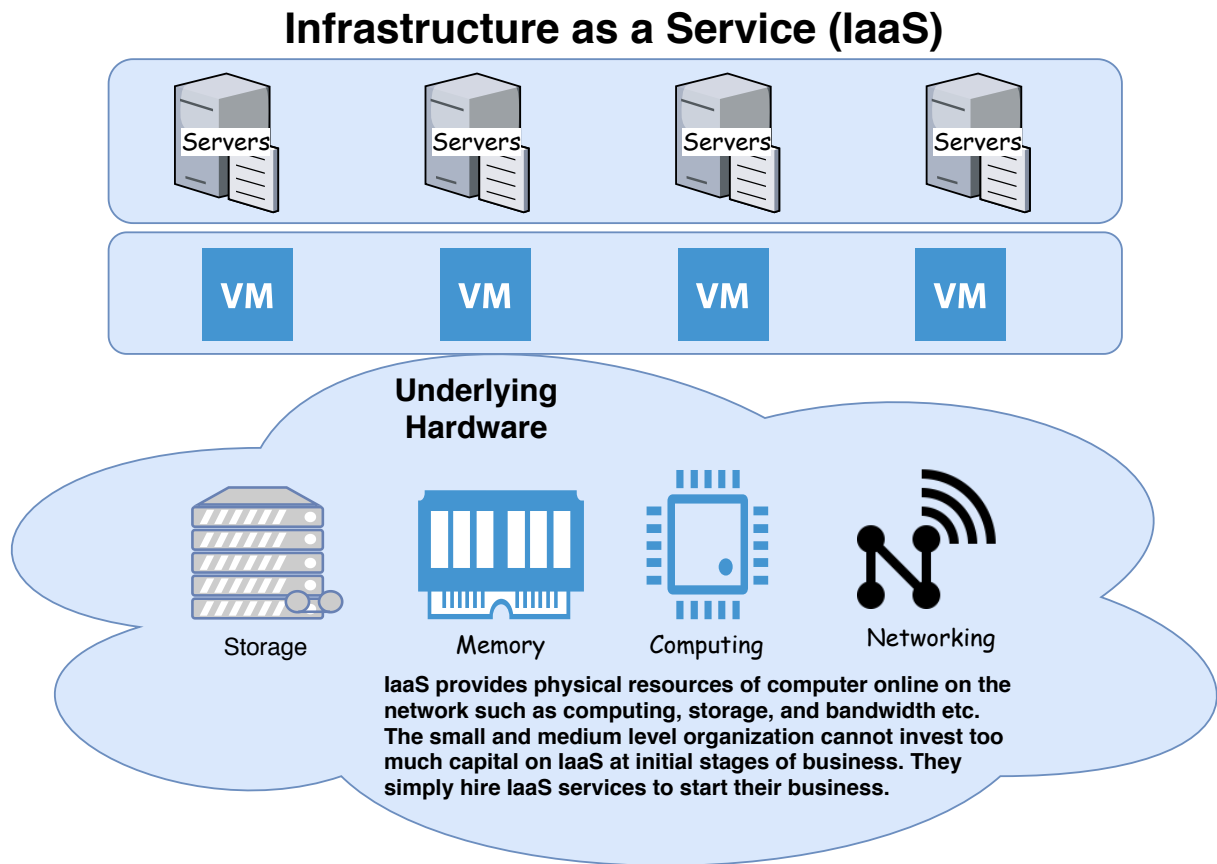 Infrastructure as a Service (IaaS)
Servers Servers Servers Servers
VM VM VM VM
Underlying
Hardware
Storage Memory Computing Networking
IaaS provides physical resources of computer online on the
network such as computing, storage, and bandwidth etc.
The small and medium level organization cannot invest too
much capital on IaaS at initial stages of business. They
simply hire IaaS services to start their business.